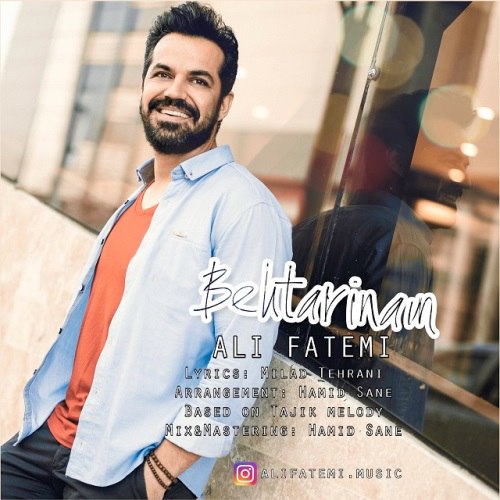 Behtarinam
ALI FATEMI
LYRICS: MILAD TEHRANI
ARRANGEMENT: HAMID SANE
BASED ON TAJIK MELODY
MIX&MASTERING: HAMID SANE
ALIFATEMI.MUSIC